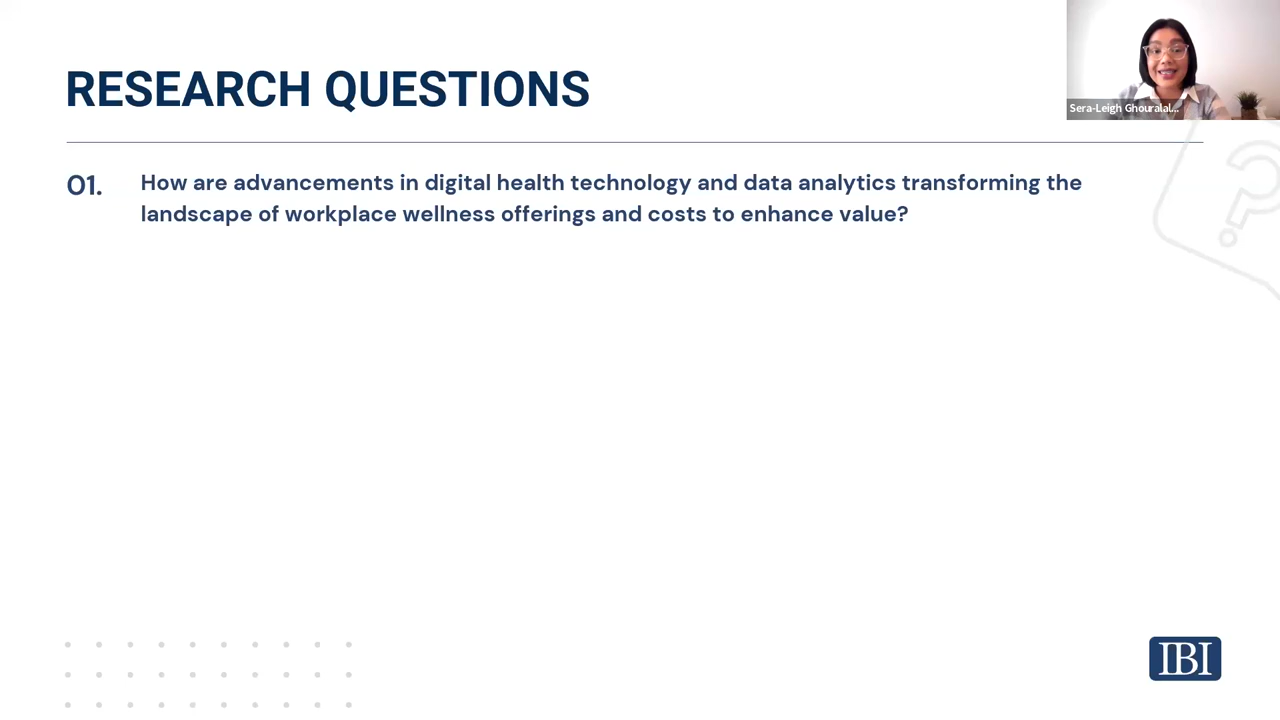 RESEARCH QUESTIONS
Sera-Leigh Ghouralal...
01.
How are advancements in digital health technology and data analytics transforming the
landscape of workplace wellness offerings and costs to enhance value?
IBI